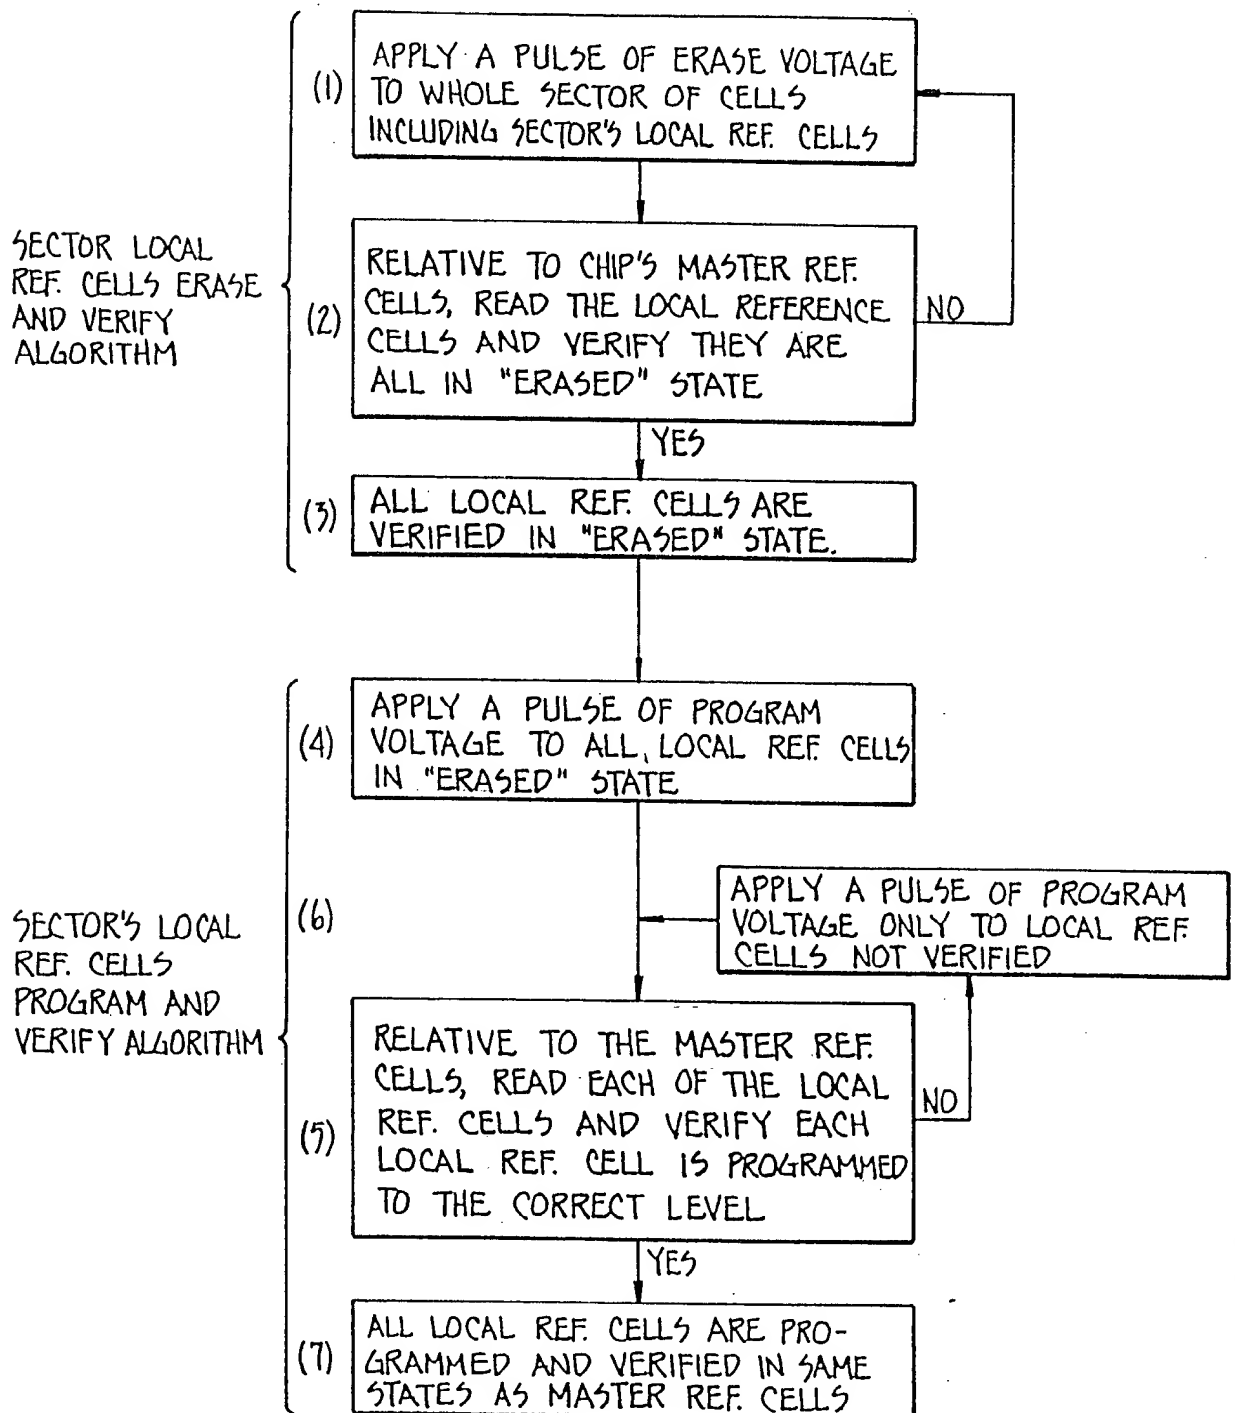 (1)
APPLY A PULSE OF ERASE VOLTAGE
TO WHOLE SECTOR OF CELLS
INCLUDING SECTOR'S LOCAL REF. CELLS
SECTOR LOCAL
REF. CELLS ERASE
AND VERIFY
ALGORITHM
(2)
RELATIVE TO CHIP'S MASTER REF.
CELLS, READ THE LOCAL REFERENCE
CELLS AND VERIFY THEY ARE
ALL IN "ERASED" STATE
NO
YES
(3)
ALL LOCAL REF. CELLS ARE
VERIFIED IN "ERASED" STATE.
(4)
APPLY A PULSE OF PROGRAM
VOLTAGE TO ALL LOCAL REF. CELLS
IN "ERASED" STATE
(6)
APPLY A PULSE OF PROGRAM
VOLTAGE ONLY TO LOCAL REF.
CELLS NOT VERIFIED
SECTOR'S LOCAL
REF. CELLS
PROGRAM AND
VERIFY ALGORITHM
(5)
RELATIVE TO THE MASTER REF.
CELLS, READ EACH OF THE LOCAL
REF. CELLS AND VERIFY EACH
LOCAL REF. CELL IS PROGRAMMED
TO THE CORRECT LEVEL
NO
YES
(7)
ALL LOCAL REF. CELLS ARE PRO-
GRAMMED AND VERIFIED IN SAME
STATES AS MASTER REF. CELLS